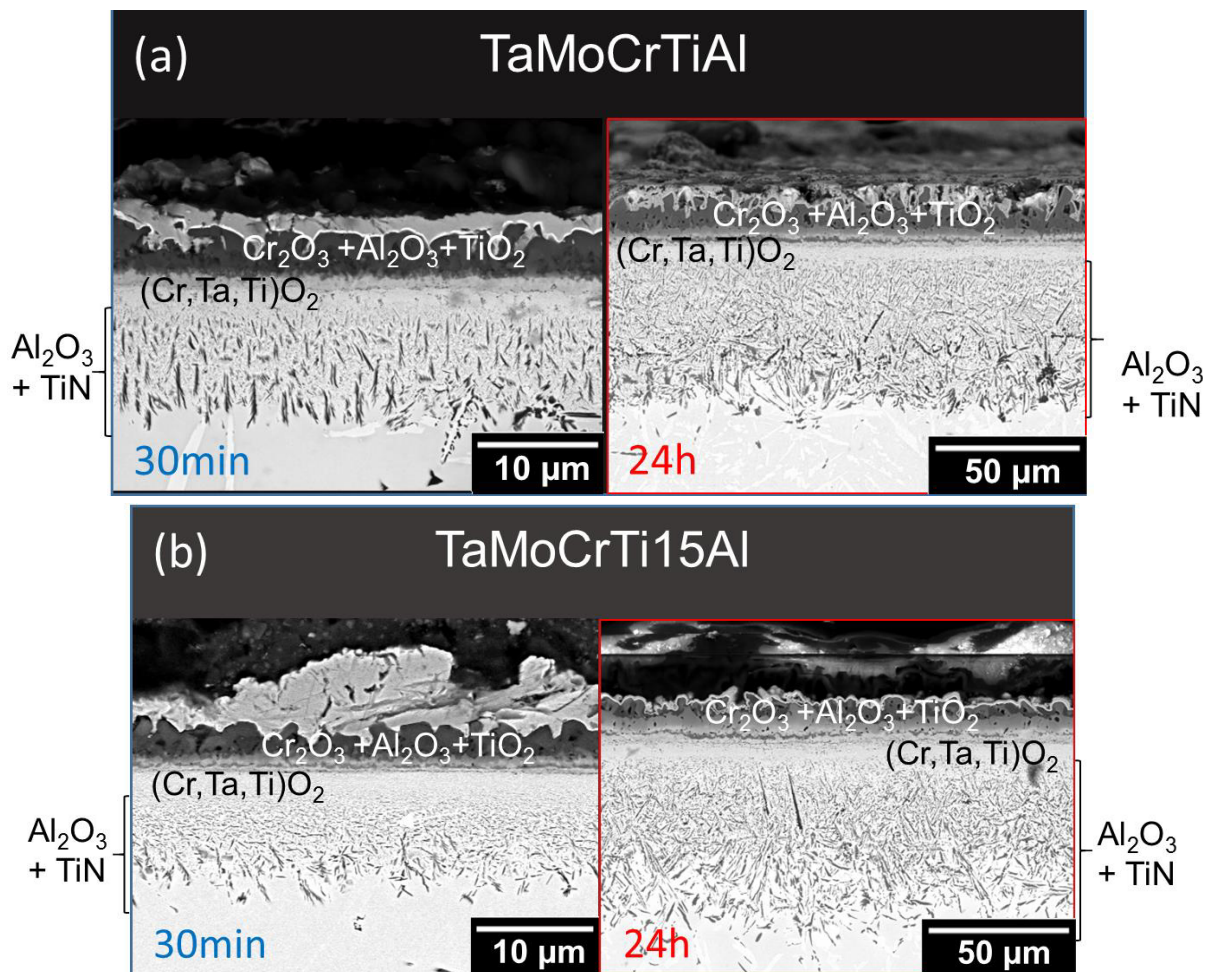 (a) TaMoCrTiAl
Cr₂O₃ +Al₂O₃+TiO₂
(Cr,Ta,Ti)O₂
Al₂O₃
+ TiN
30min
10 µm
Cr₂O₃ +Al₂O₃+TiO₂
(Cr,Ta,Ti)O₂
Al₂O₃
+ TiN
24h
50 µm
(b) TaMoCrTi15Al
Cr₂O₃ +Al₂O₃+TiO₂
(Cr,Ta,Ti)O₂
Al₂O₃
+ TiN
30min
10 µm
Cr₂O₃ +Al₂O₃+TiO₂
(Cr,Ta,Ti)O₂
Al₂O₃
+ TiN
24h
50 µm